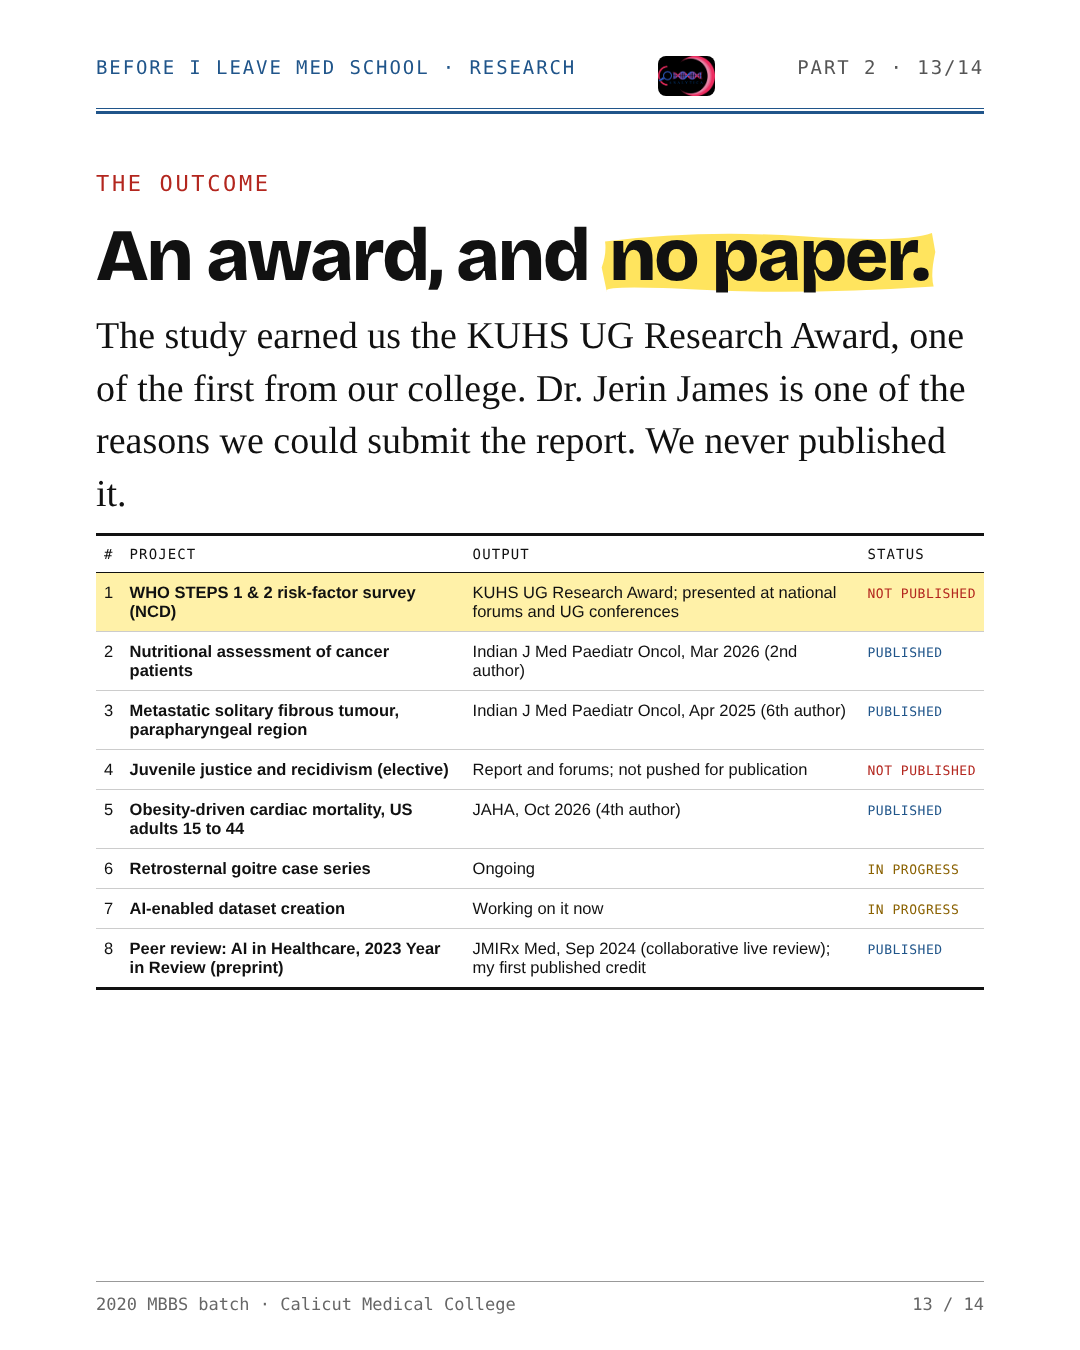 BEFORE I LEAVE MED SCHOOL · RESEARCH
PART 2 · 13/14
THE OUTCOME
An award, and no paper.
The study earned us the KUHS UG Research Award, one
of the first from our college. Dr. Jerin James is one of the
reasons we could submit the report. We never published
it.
# PROJECT OUTPUT STATUS
1 WHO STEPS 1 & 2 risk-factor survey KUHS UG Research Award; presented at national NOT PUBLISHED
(NCD) forums and UG conferences
2 Nutritional assessment of cancer Indian J Med Paediatr Oncol, Mar 2026 (2nd PUBLISHED
patients author)
3 Metastatic solitary fibrous tumour, Indian J Med Paediatr Oncol, Apr 2025 (6th author) PUBLISHED
parapharyngeal region
4 Juvenile justice and recidivism (elective) Report and forums; not pushed for publication NOT PUBLISHED
5 Obesity-driven cardiac mortality, US JAHA, Oct 2026 (4th author) PUBLISHED
adults 15 to 44
6 Retrosternal goitre case series Ongoing IN PROGRESS
7 AI-enabled dataset creation Working on it now IN PROGRESS
8 Peer review: AI in Healthcare, 2023 Year JMIRx Med, Sep 2024 (collaborative live review); PUBLISHED
in Review (preprint) my first published credit
2020 MBBS batch · Calicut Medical College
13 / 14